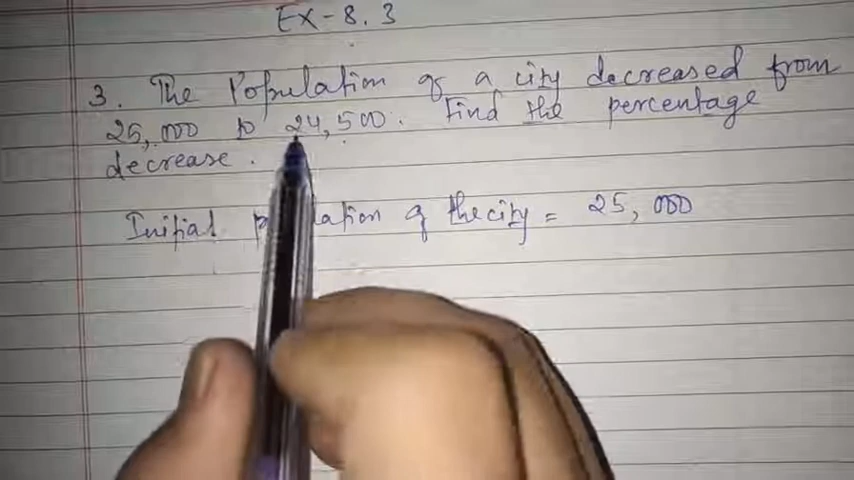 Ex-8.3
3. The Population of a city decreased from
25,000 to 24,500. Find the percentage
decrease.
Initial of the city = 25,000